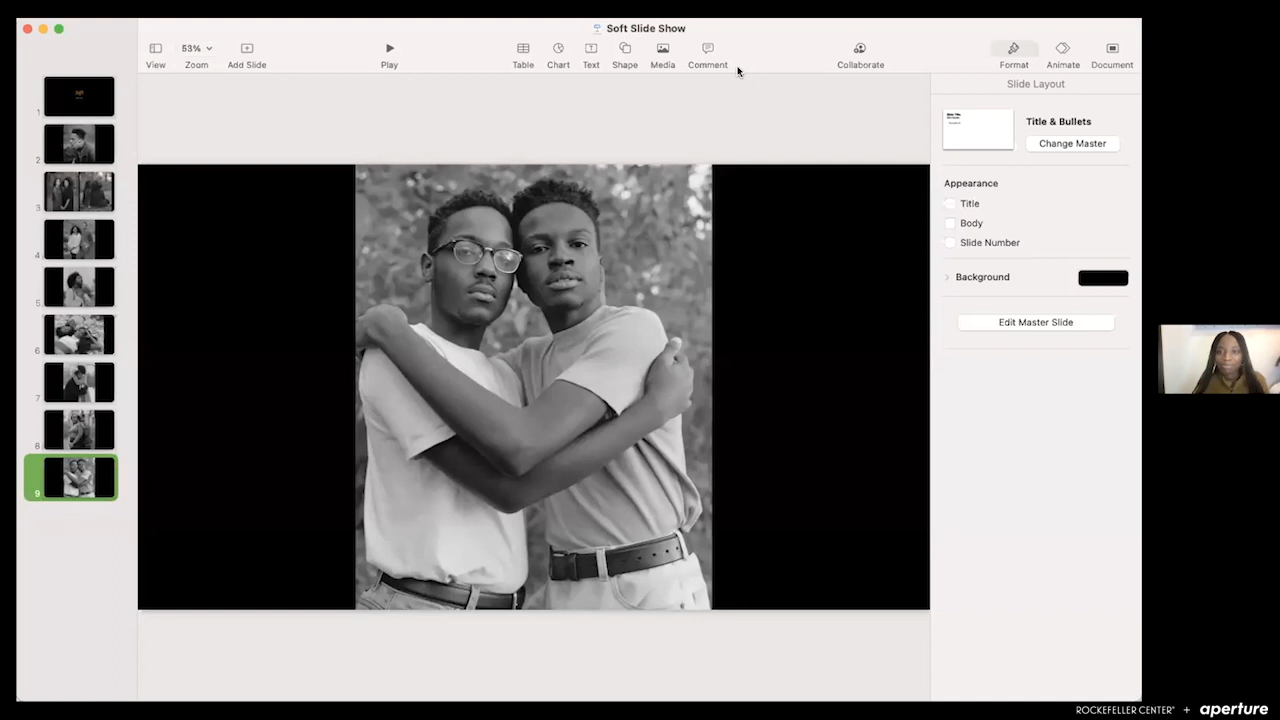 Soft Slide Show
53%
View
Zoom
Add Slide
Play
Table
Chart
Text
Shape
Media
Comment
Collaborate
Format
Animate
Document
Slide Layout
Title & Bullets
Change Master
Appearance
Title
Body
Slide Number
Background
Edit Master Slide
1
2
3
4
5
6
7
8
9
ROCKEFELLER CENTER® + aperture